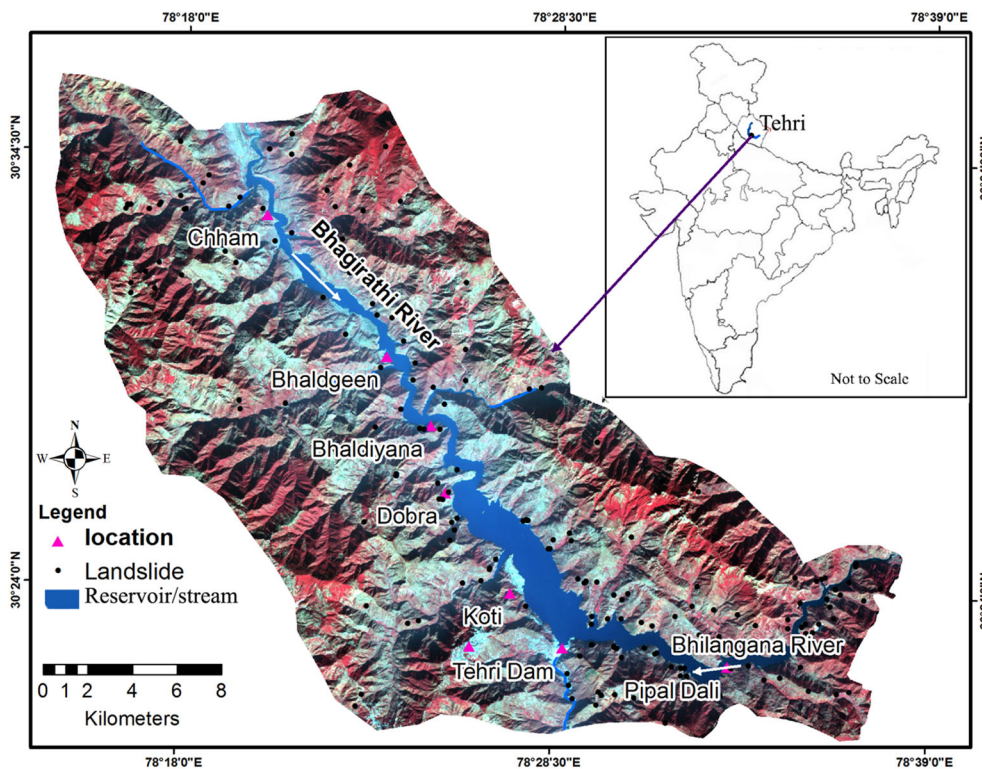 78°18'0"E
78°28'30"E
78°39'0"E
30°34'30"N
Tehri
Chham
Bhagirathi River
Not to Scale
Bhaldgeen
Bhaldiyana
N
W
E
S
Dobra
Legend
location
Landslide
Reservoir/stream
30°24'0"N
Koti
Bhilangana River
Tehri Dam
Pipal Dali
0 1 2 4 6 8
Kilometers
78°18'0"E
78°28'30"E
78°39'0"E